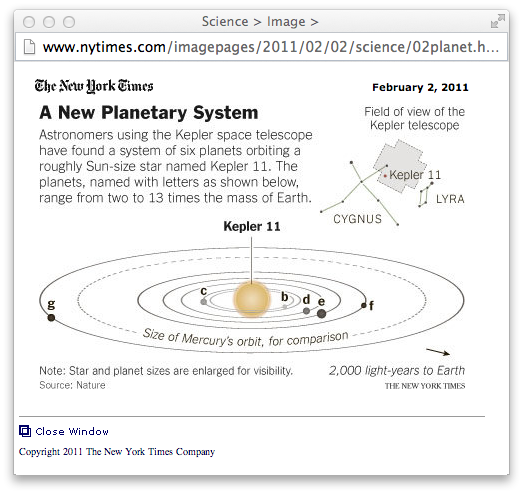 Science > Image >
www.nytimes.com/imagepages/2011/02/02/science/02planet.h...
The New York Times
February 2, 2011
A New Planetary System
Astronomers using the Kepler space telescope
have found a system of six planets orbiting a
roughly Sun-size star named Kepler 11. The
planets, named with letters as shown below,
range from two to 13 times the mass of Earth.
Field of view of the
Kepler telescope
Kepler 11
LYRA
CYGNUS
Kepler 11
g
c
b
d
e
f
Size of Mercury's orbit, for comparison
Note: Star and planet sizes are enlarged for visibility.
2,000 light-years to Earth
Source: Nature
THE NEW YORK TIMES
Close Window
Copyright 2011 The New York Times Company